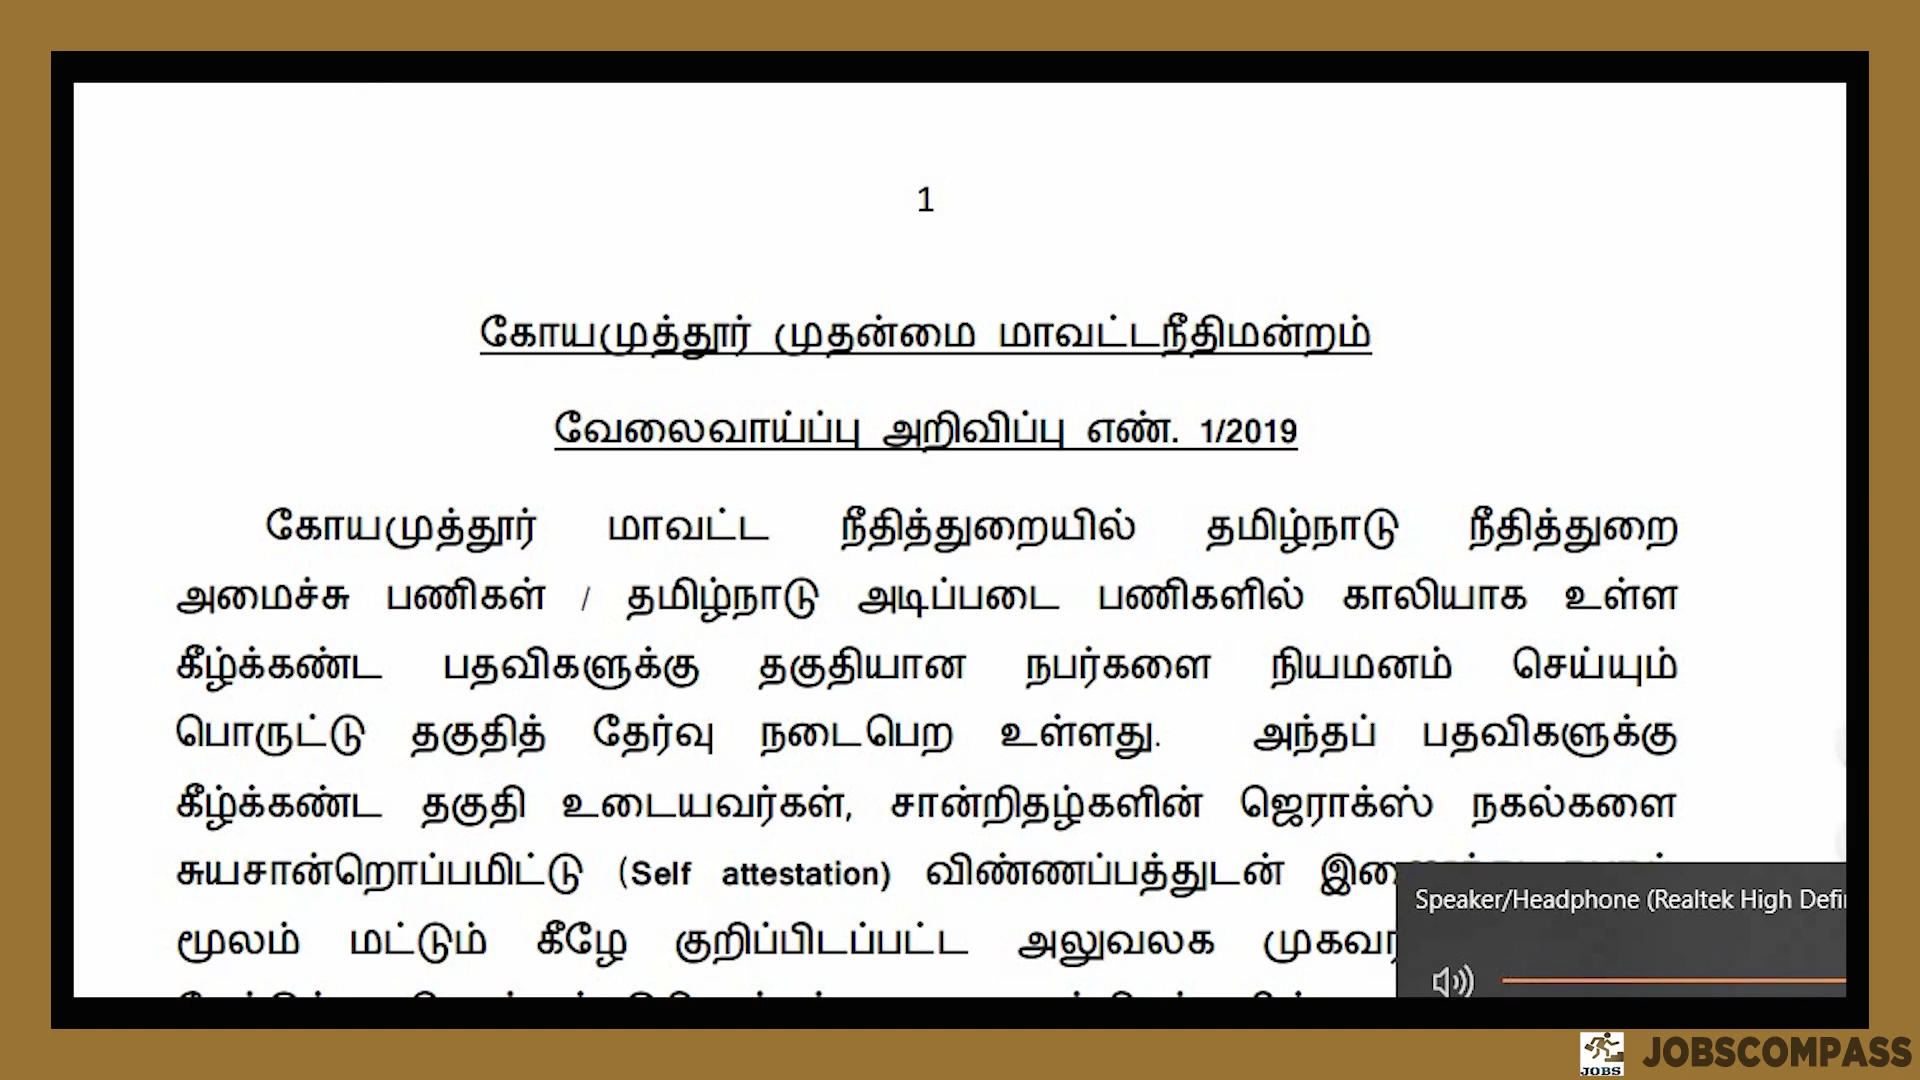 1
கோயமுத்தூர் முதன்மை மாவட்டநீதிமன்றம்
வேலைவாய்ப்பு அறிவிப்பு எண். 1/2019
கோயமுத்தூர் மாவட்ட நீதித்துறையில் தமிழ்நாடு நீதித்துறை
அமைச்சு பணிகள் / தமிழ்நாடு அடிப்படை பணிகளில் காலியாக உள்ள
கீழ்க்கண்ட பதவிகளுக்கு தகுதியான நபர்களை நியமனம் செய்யும்
பொருட்டு தகுதித் தேர்வு நடைபெற உள்ளது. அந்தப் பதவிகளுக்கு
கீழ்க்கண்ட தகுதி உடையவர்கள், சான்றிதழ்களின் ஜெராக்ஸ் நகல்களை
சுயசான்றொப்பமிட்டு (Self attestation) விண்ணப்பத்துடன்
மூலம் மட்டும் கீழே குறிப்பிடப்பட்ட அலுவலக
Speaker/Headphone (Realtek High
JOBS
JOBSCOMPASS